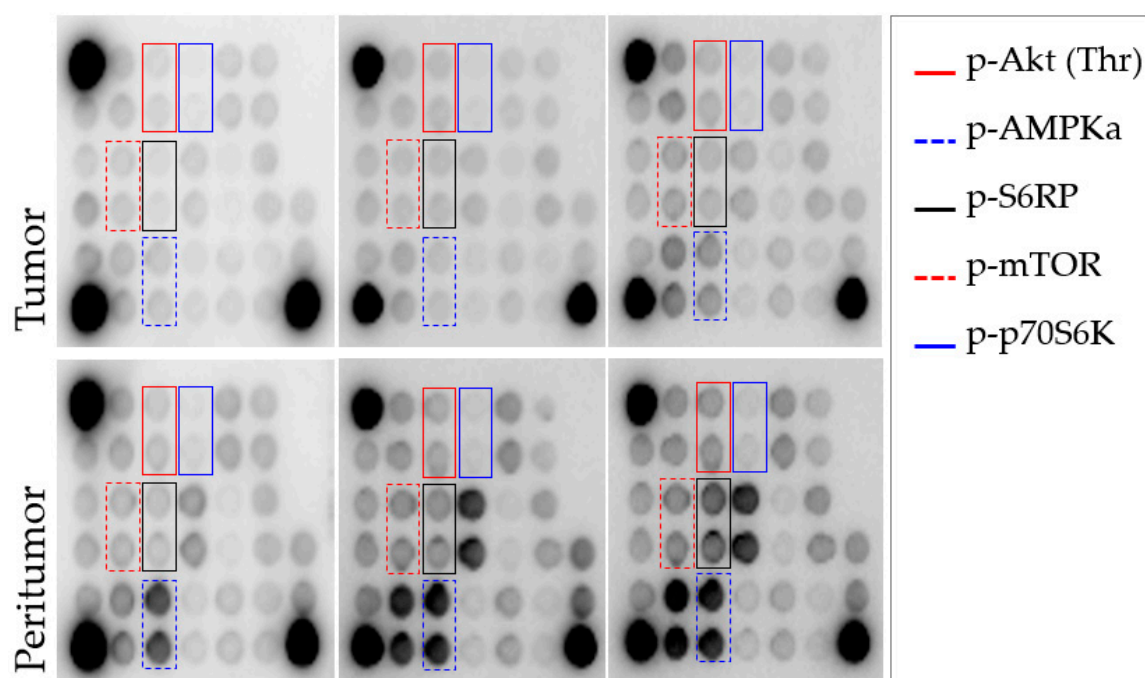 Tumor
Peritumor
p-Akt (Thr)
p-AMPKa
p-S6RP
p-mTOR
p-p70S6K